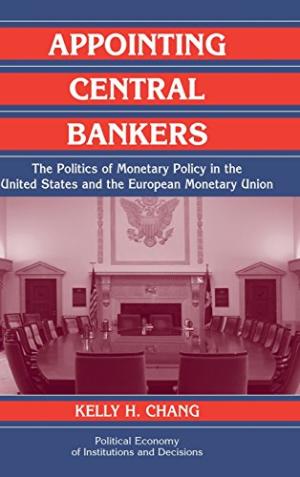 APPOINTING
CENTRAL
BANKERS
The Politics of Monetary Policy in the
United States and the European Monetary Union
KELLY H. CHANG
Political Economy
of Institutions and Decisions